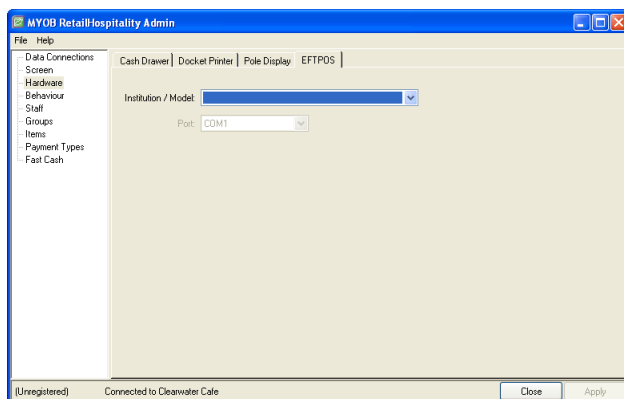 MYOB RetailHospitality Admin
File Help
Data Connections
Screen
Hardware
Behaviour
Staff
Groups
Items
Payment Types
Fast Cash
Cash Drawer Docket Printer Pole Display EFTPOS
Institution / Model:
Port: COM1
(Unregistered) Connected to Clearwater Cafe Close Apply